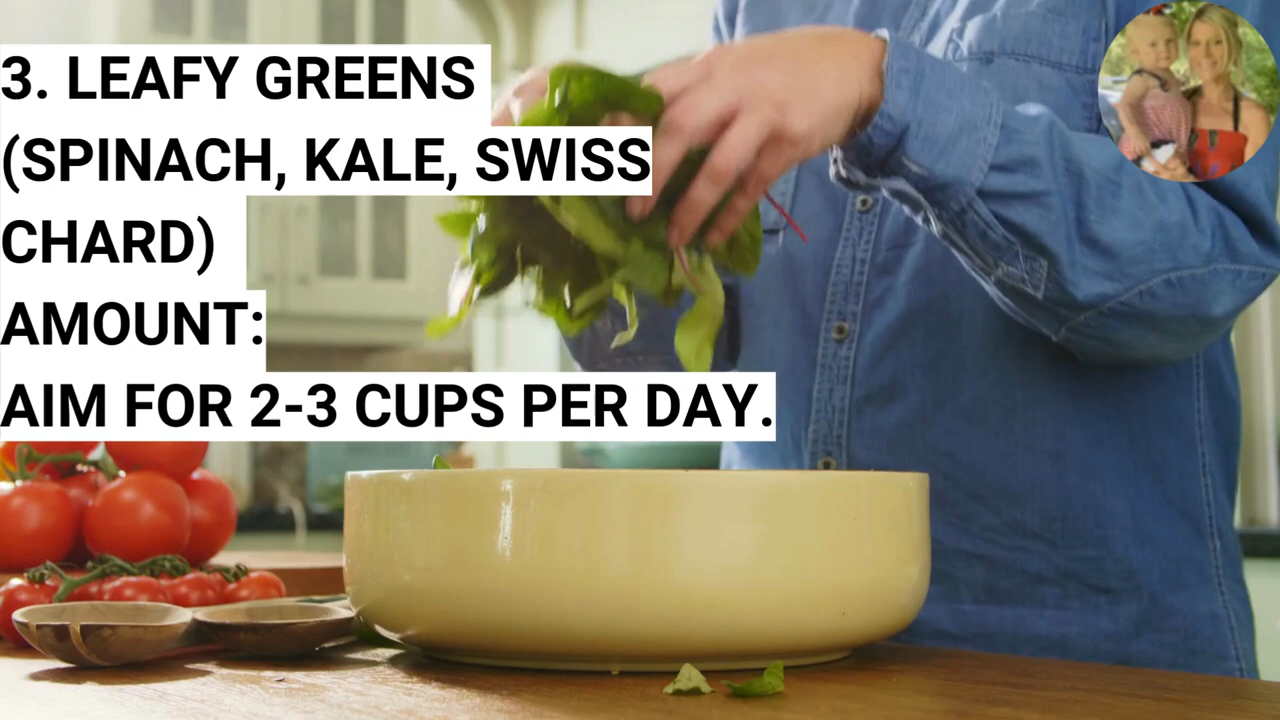 3. LEAFY GREENS
(SPINACH, KALE, SWISS
CHARD)
AMOUNT:
AIM FOR 2-3 CUPS PER DAY.